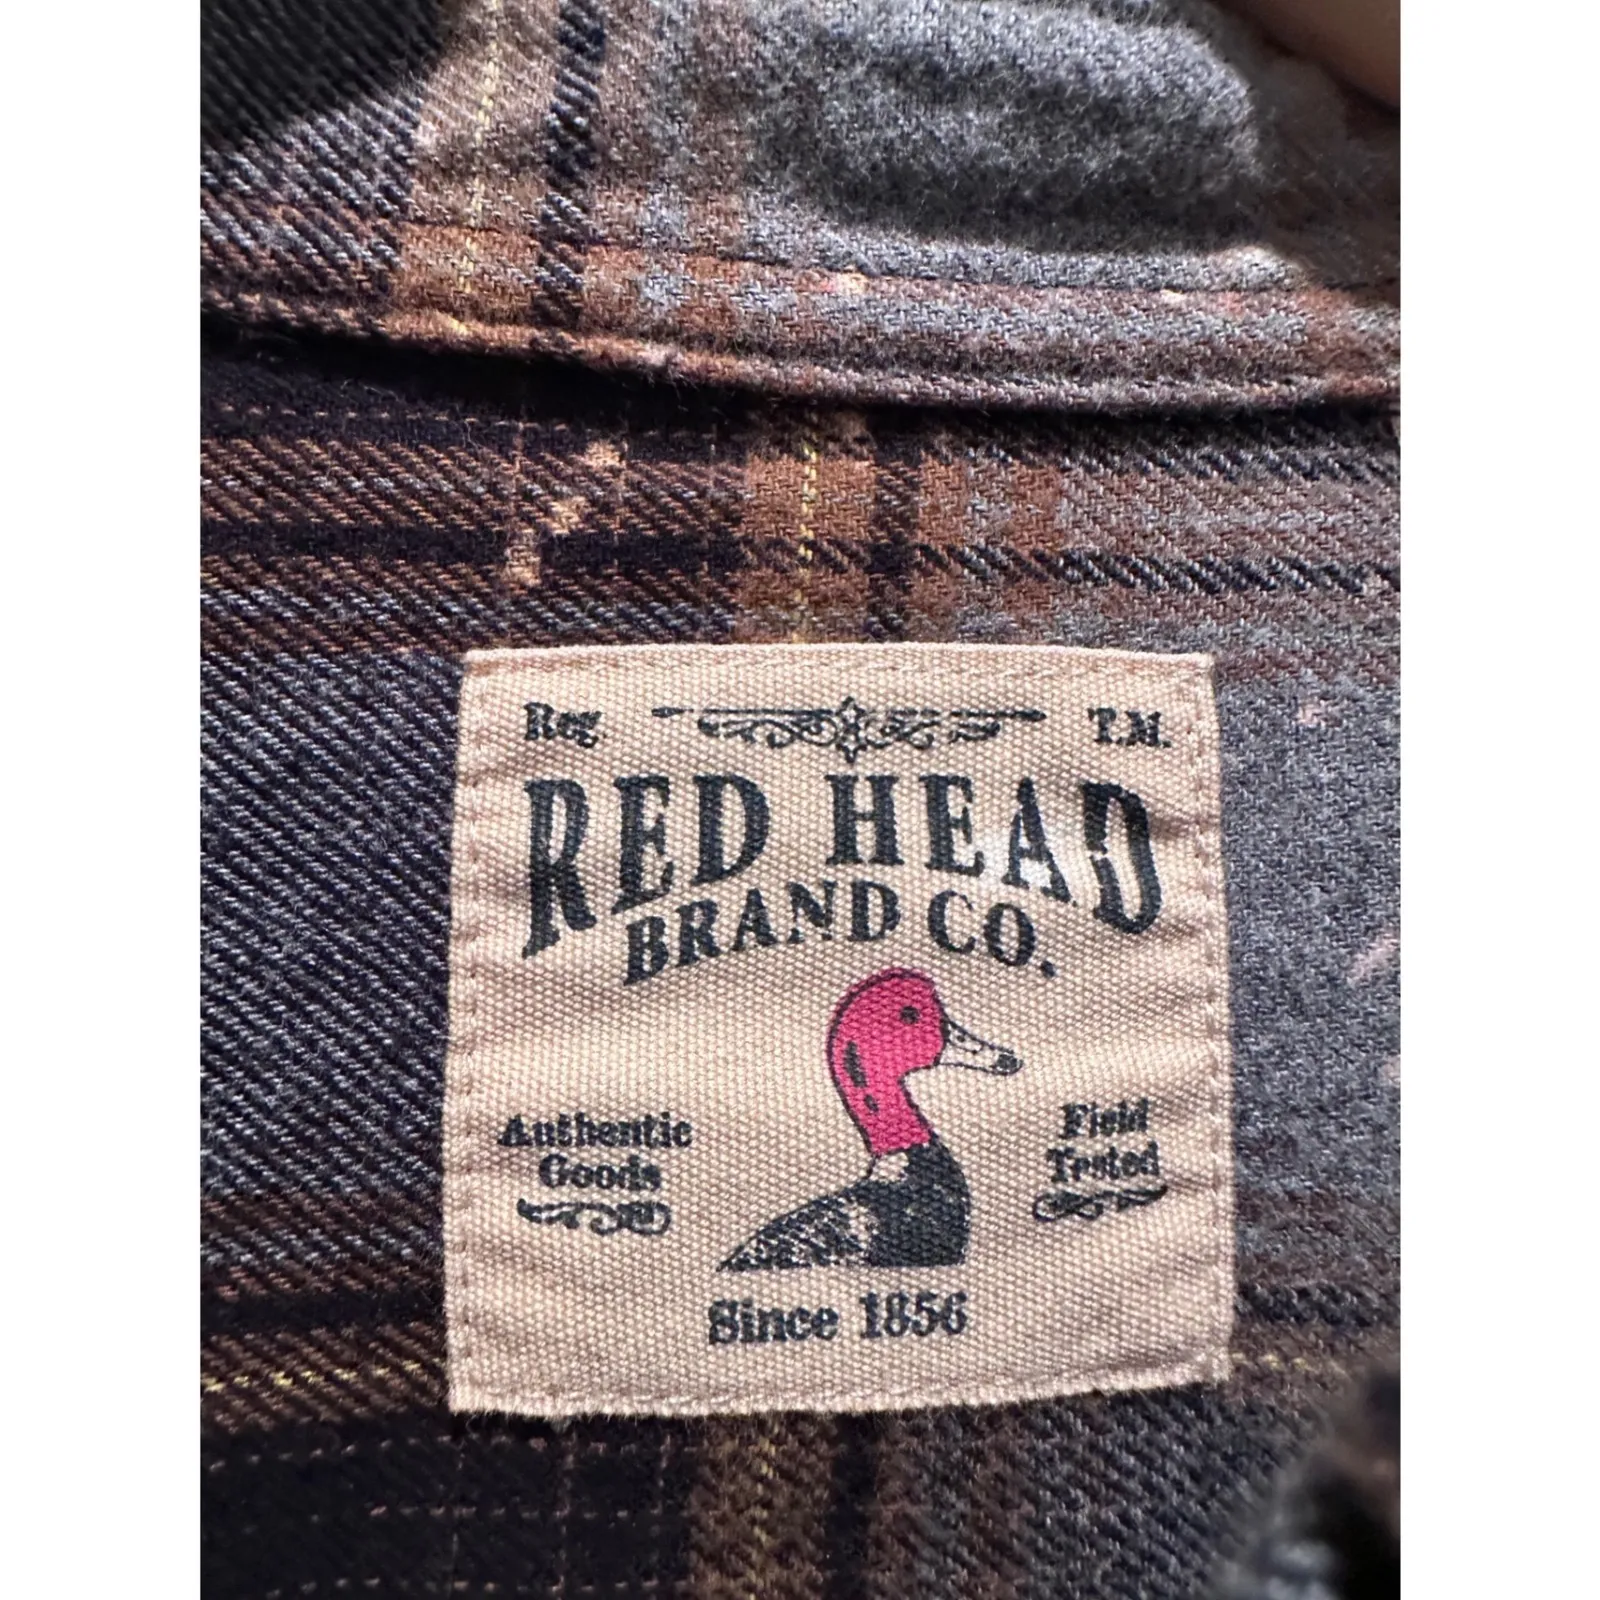 Reg. T.M.
RED HEAD
BRAND CO.
Authentic
Goods
Field
Tested
Since 1856